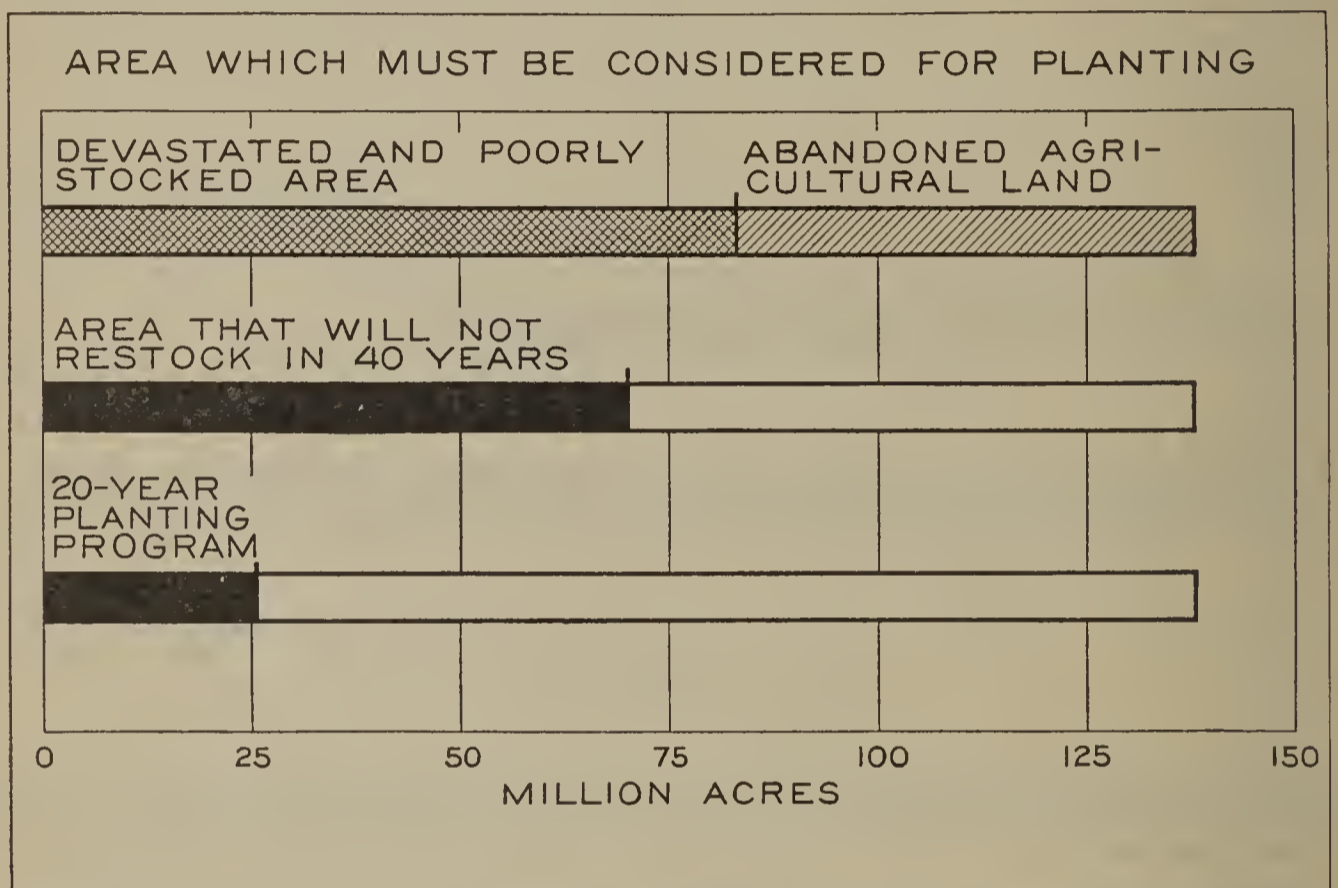 AREA WHICH MUST BE CONSIDERED FOR PLANTING
DEVASTATED AND POORLY
STOCKED AREA
ABANDONED AGRI-
CULTURAL LAND
AREA THAT WILL NOT
RESTOCK IN 40 YEARS
20-YEAR
PLANTING
PROGRAM
0 25 50 75 100 125 150
MILLION ACRES